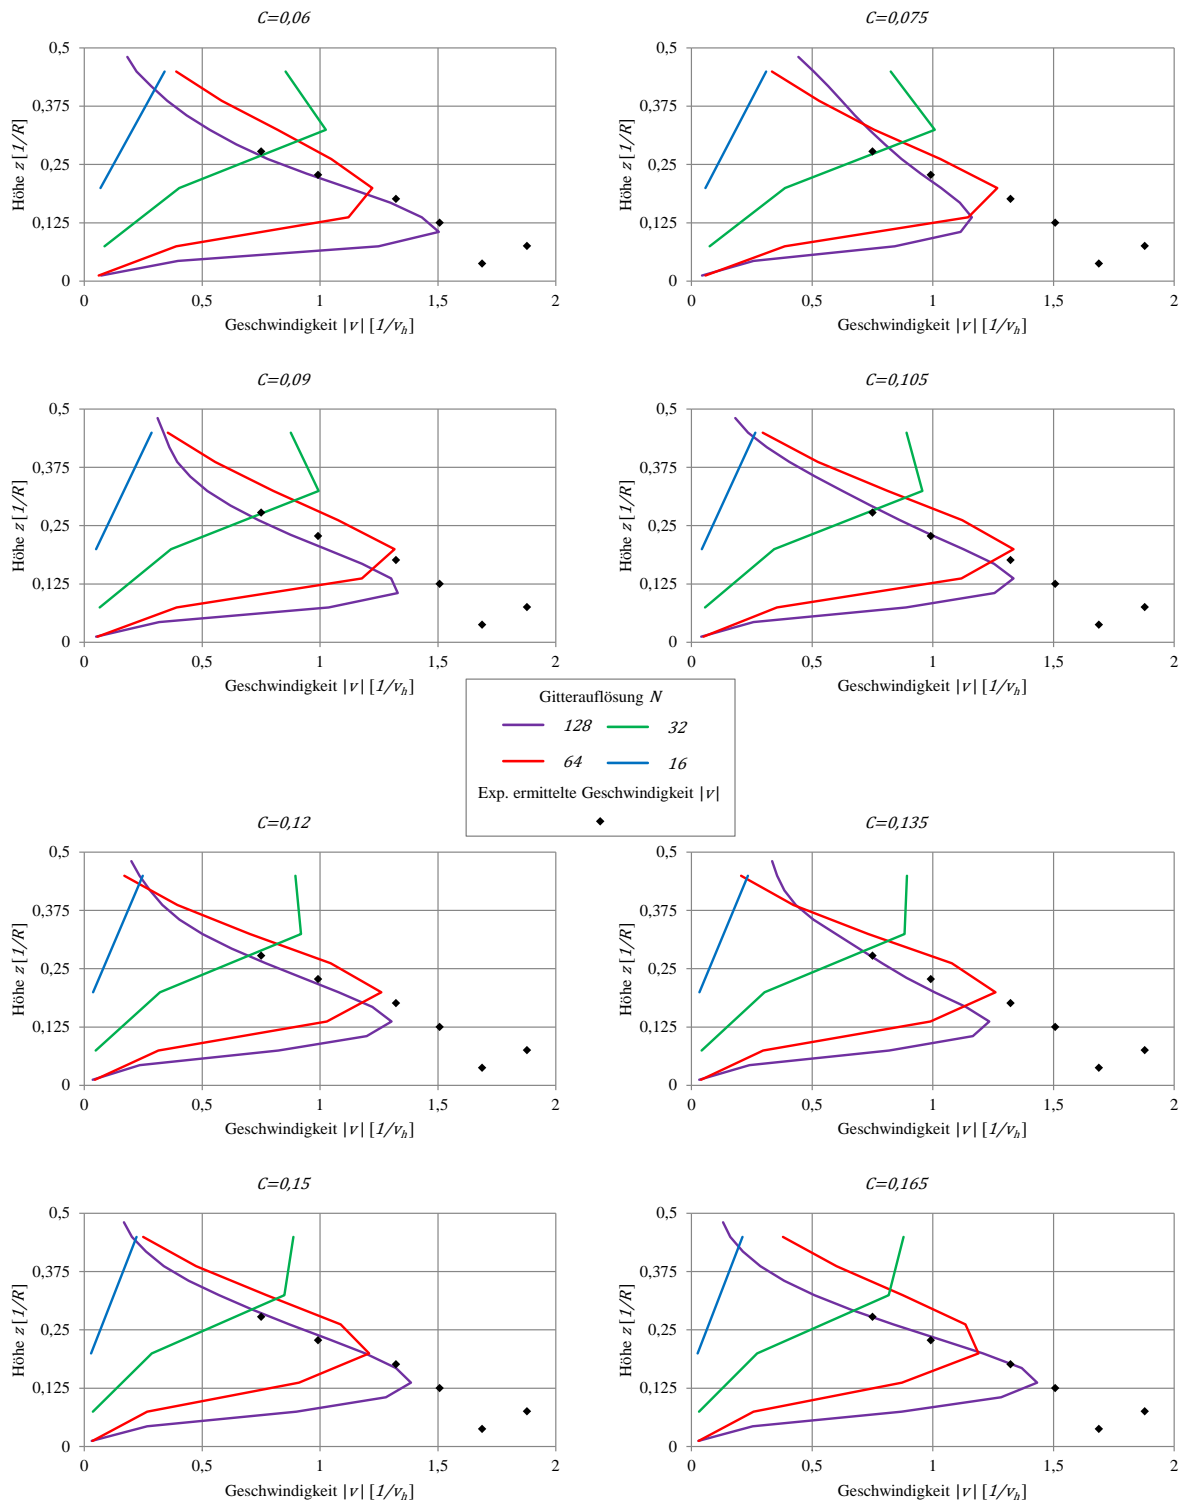 C=0,06
0,5
0,375
0,25
0,125
0
0 0,5 1 1,5 2
Höhe z [1/R]
Geschwindigkeit |v| [1/v_h]
C=0,075
0,5
0,375
0,25
0,125
0
0 0,5 1 1,5 2
Höhe z [1/R]
Geschwindigkeit |v| [1/v_h]
C=0,09
0,5
0,375
0,25
0,125
0
0 0,5 1 1,5 2
Höhe z [1/R]
Geschwindigkeit |v| [1/v_h]
C=0,105
0,5
0,375
0,25
0,125
0
0 0,5 1 1,5 2
Höhe z [1/R]
Geschwindigkeit |v| [1/v_h]
Gitterauflösung N
128 32
64 16
Exp. ermittelte Geschwindigkeit |v|
C=0,12
0,5
0,375
0,25
0,125
0
0 0,5 1 1,5 2
Höhe z [1/R]
Geschwindigkeit |v| [1/v_h]
C=0,135
0,5
0,375
0,25
0,125
0
0 0,5 1 1,5 2
Höhe z [1/R]
Geschwindigkeit |v| [1/v_h]
C=0,15
0,5
0,375
0,25
0,125
0
0 0,5 1 1,5 2
Höhe z [1/R]
Geschwindigkeit |v| [1/v_h]
C=0,165
0,5
0,375
0,25
0,125
0
0 0,5 1 1,5 2
Höhe z [1/R]
Geschwindigkeit |v| [1/v_h]